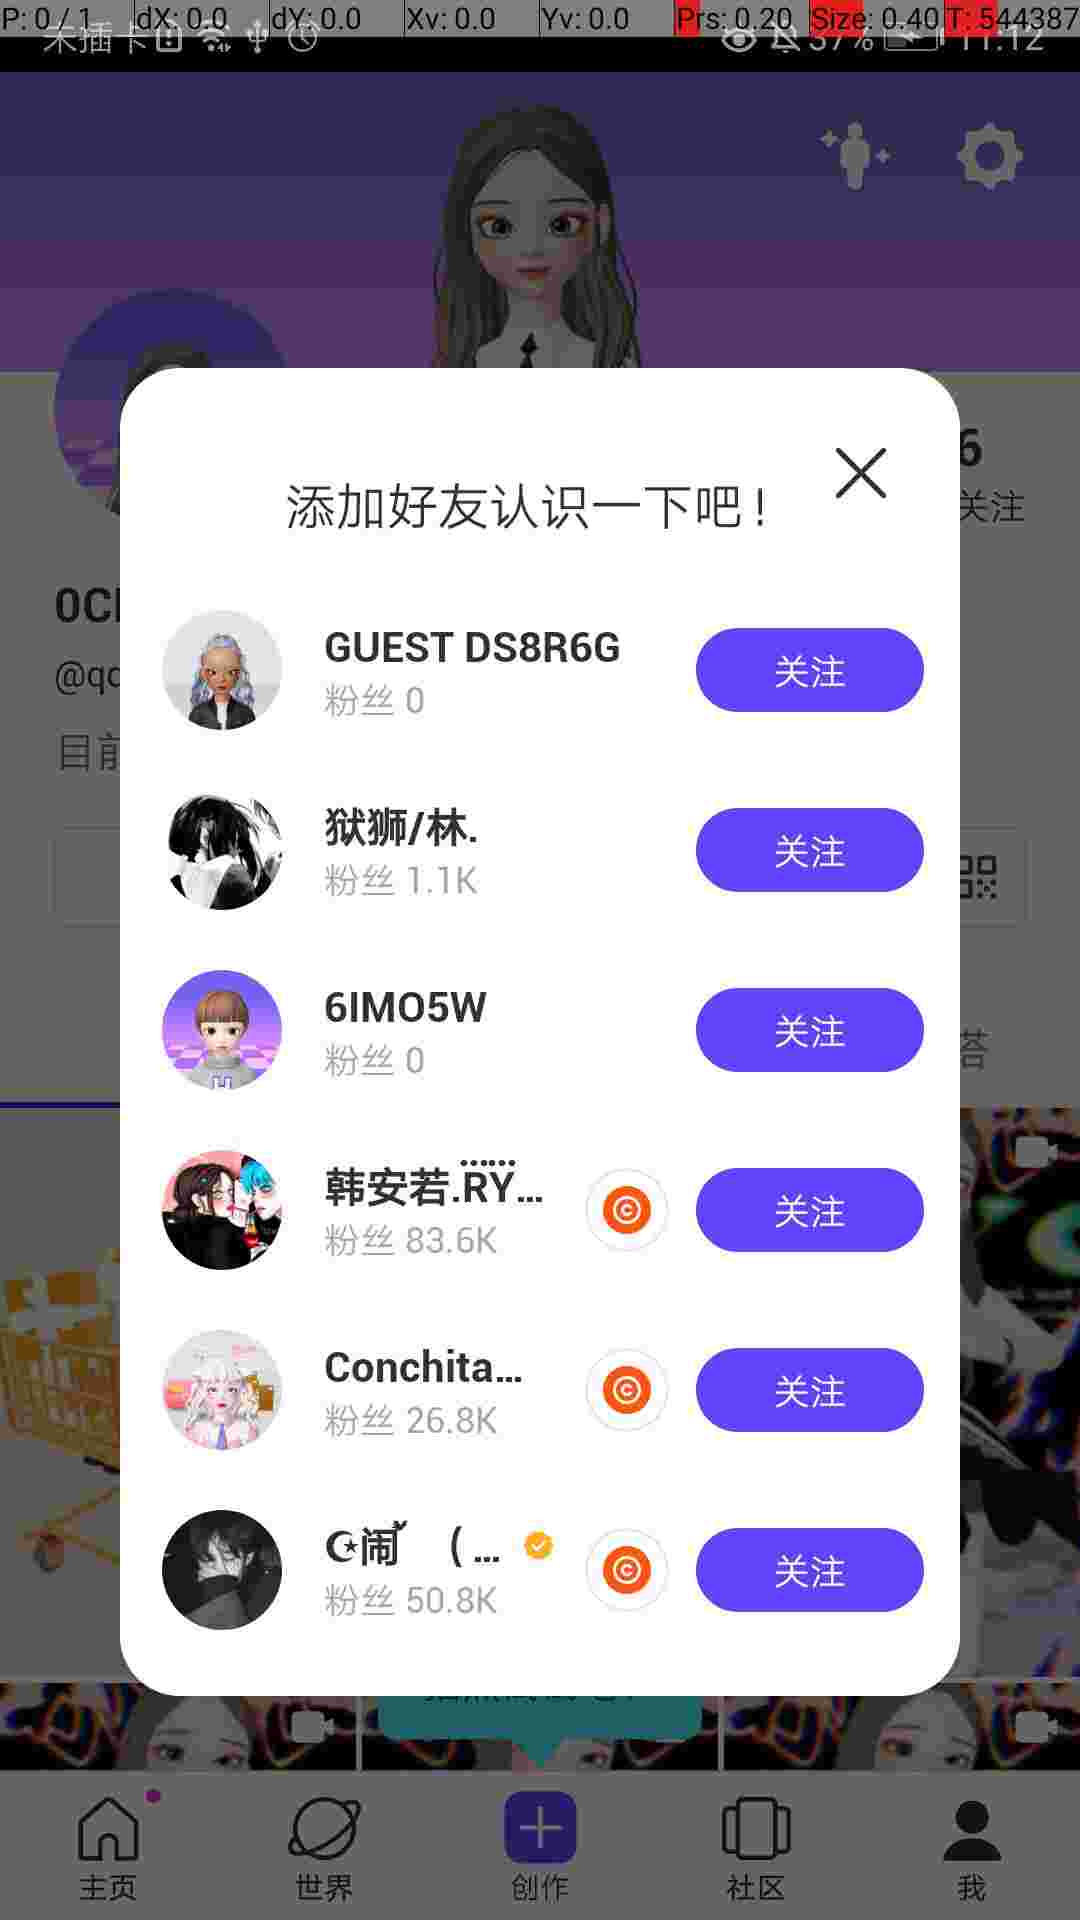 P: 0 / 1 dX: 0.0 dY: 0.0 Xv: 0.0 Yv: 0.0 Prs: 0.20 Size: 0.40 T: 544387
未插卡 37% 11:12
6
关注
添加好友认识一下吧！
0C
@qc
目前
GUEST DS8R6G
粉丝 0
关注
狱狮/林.
粉丝 1.1K
关注
6IMO5W
粉丝 0
关注
答
韩安若.RY...
粉丝 83.6K
关注
Conchita...
粉丝 26.8K
关注
☪闹 ( ...
粉丝 50.8K
关注
主页 世界 创作 社区 我